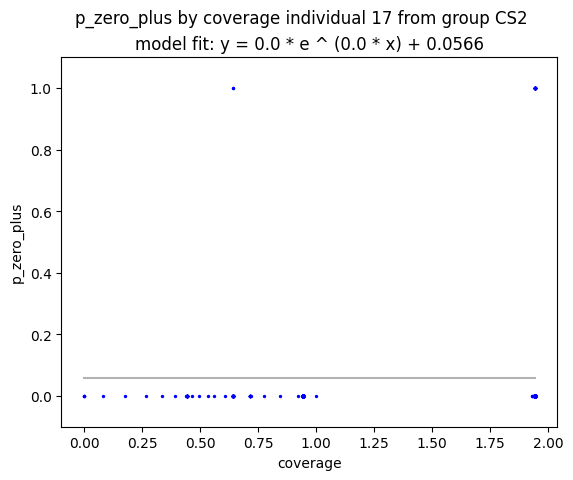 p_zero_plus by coverage individual 17 from group CS2
model fit: y = 0.0 * e ^ (0.0 * x) + 0.0566
1.0
0.8
0.6
0.4
0.2
0.0
p_zero_plus
0.00 0.25 0.50 0.75 1.00 1.25 1.50 1.75 2.00
coverage